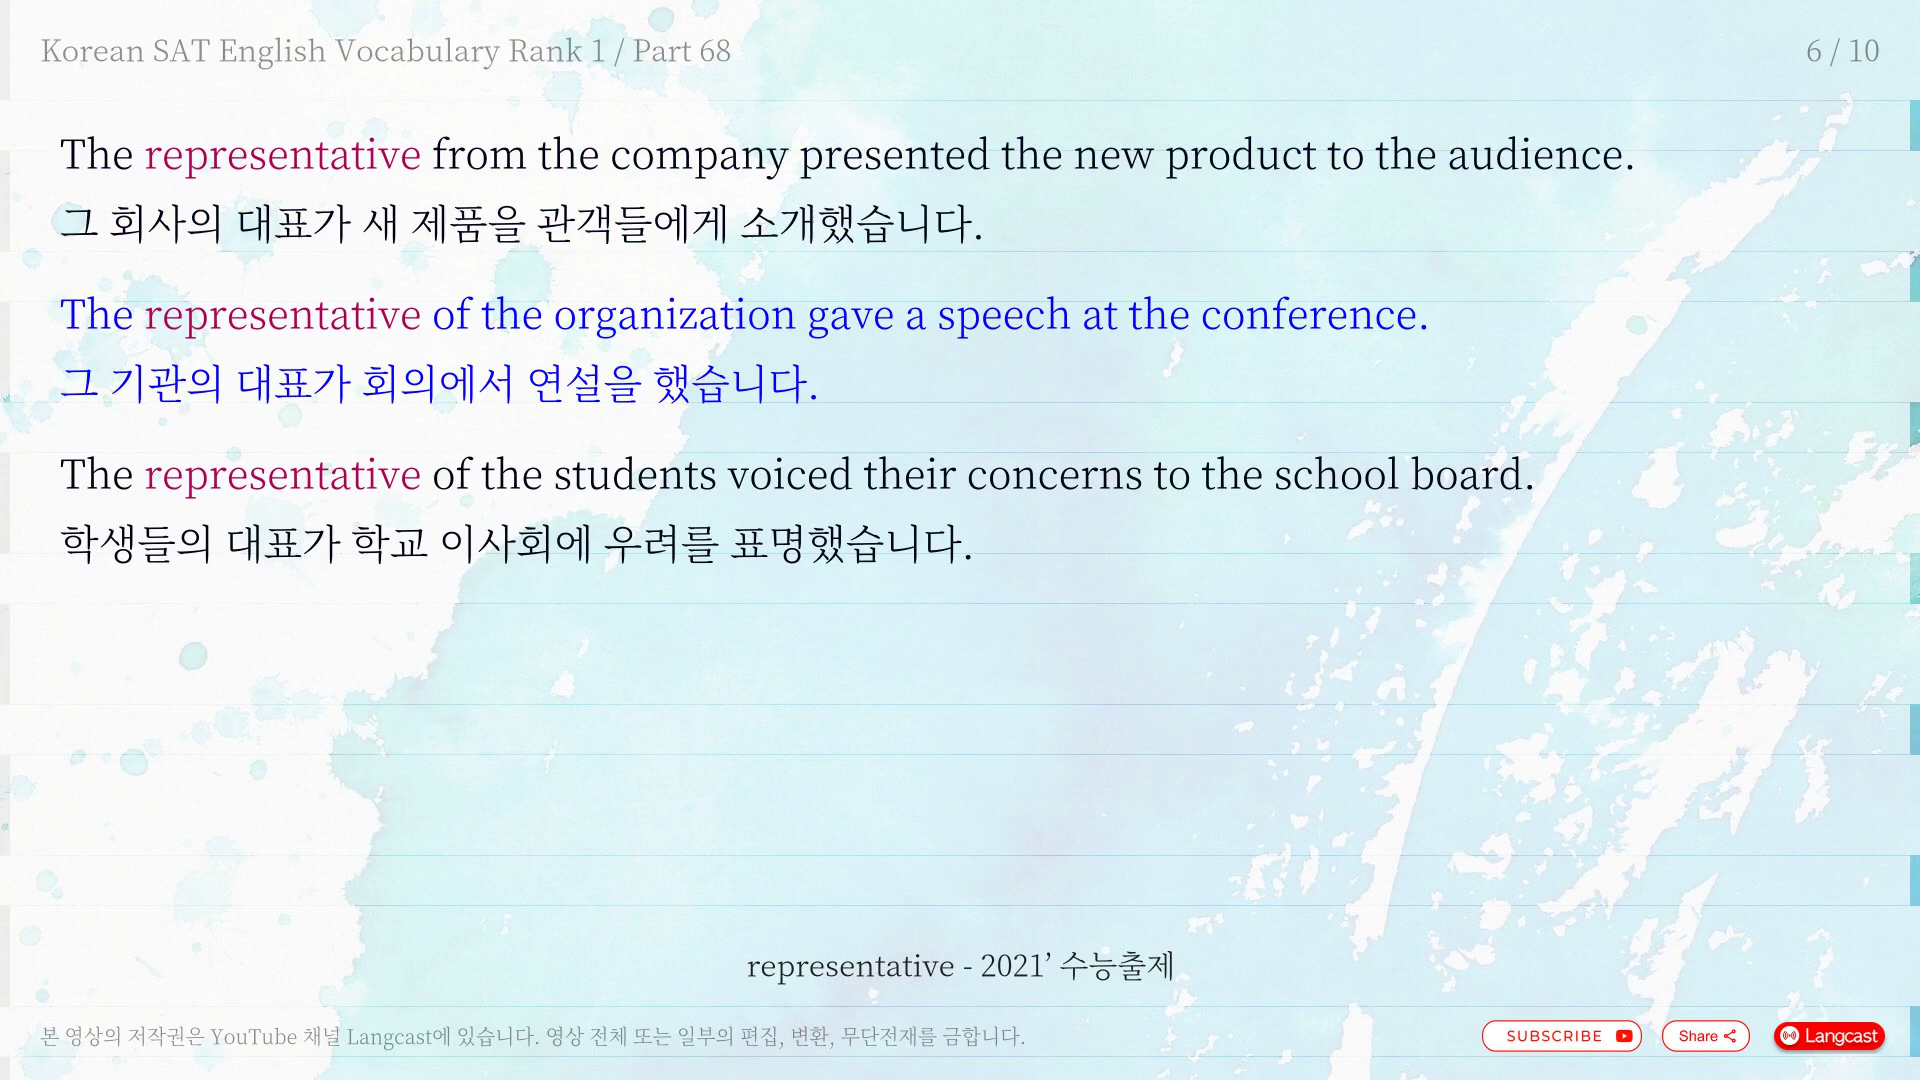 Korean SAT English Vocabulary Rank 1 / Part 68
6 / 10
The representative from the company presented the new product to the audience.
그 회사의 대표가 새 제품을 관객들에게 소개했습니다.
The representative of the organization gave a speech at the conference.
그 기관의 대표가 회의에서 연설을 했습니다.
The representative of the students voiced their concerns to the school board.
학생들의 대표가 학교 이사회에 우려를 표명했습니다.
representative - 2021’ 수능출제
본 영상의 저작권은 YouTube 채널 Langcast에 있습니다. 영상 전체 또는 일부의 편집, 변환, 무단전재를 금합니다.
SUBSCRIBE
Share
Langcast